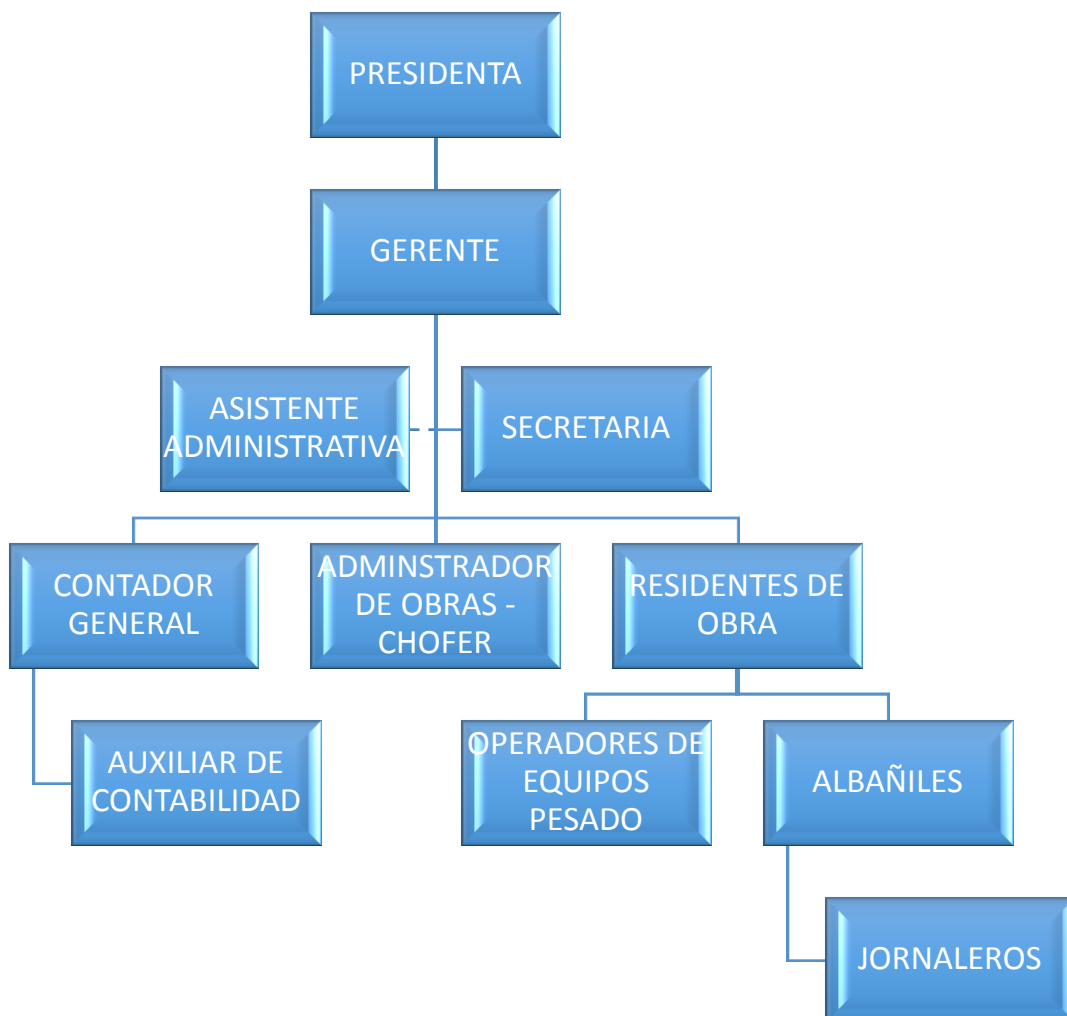 PRESIDENTA
GERENTE
ASISTENTE
ADMINISTRATIVA
SECRETARIA
CONTADOR
GENERAL
ADMINSTRADOR
DE OBRAS -
CHOFER
RESIDENTES DE
OBRA
AUXILIAR DE
CONTABILIDAD
OPERADORES DE
EQUIPOS
PESADO
ALBAÑILES
JORNALEROS